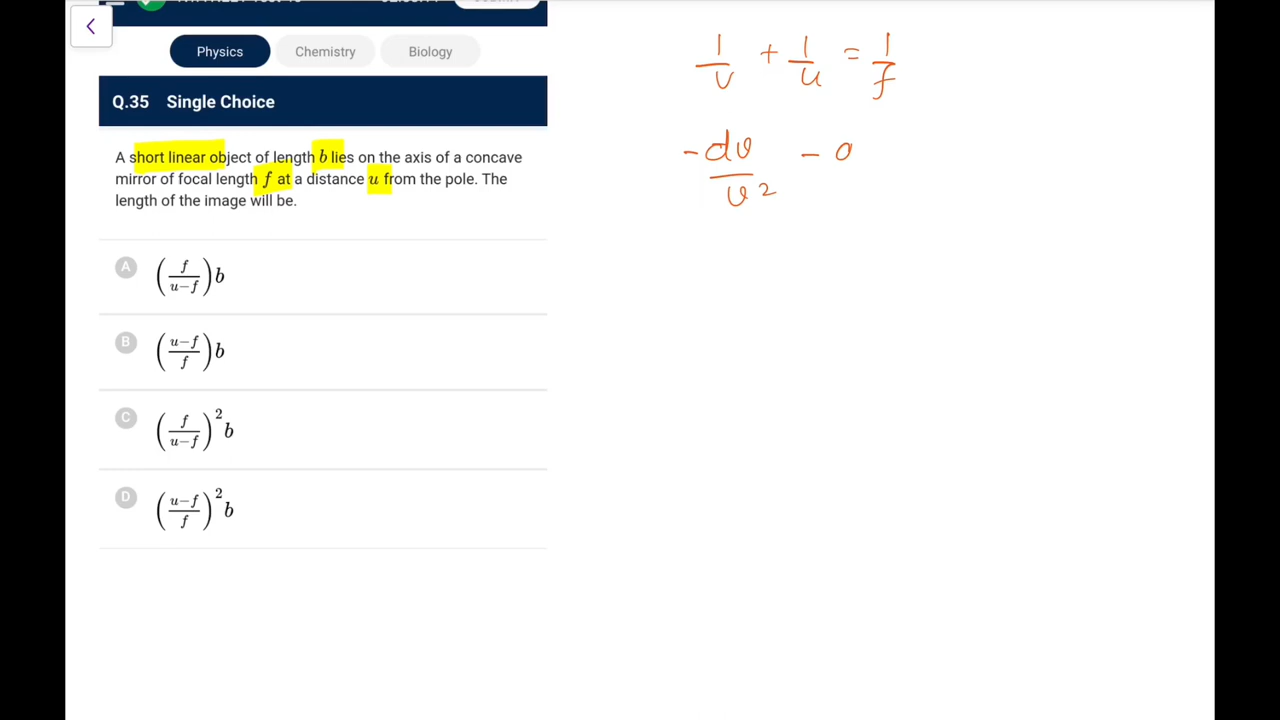 Physics Chemistry Biology
Q.35 Single Choice
A short linear object of length b lies on the axis of a concave
mirror of focal length f at a distance u from the pole. The
length of the image will be.
A (f/(u−f))b
B ((u−f)/f)b
C (f/(u−f))²b
D ((u−f)/f)²b
1/v + 1/u = 1/f
-dv/v² - 0